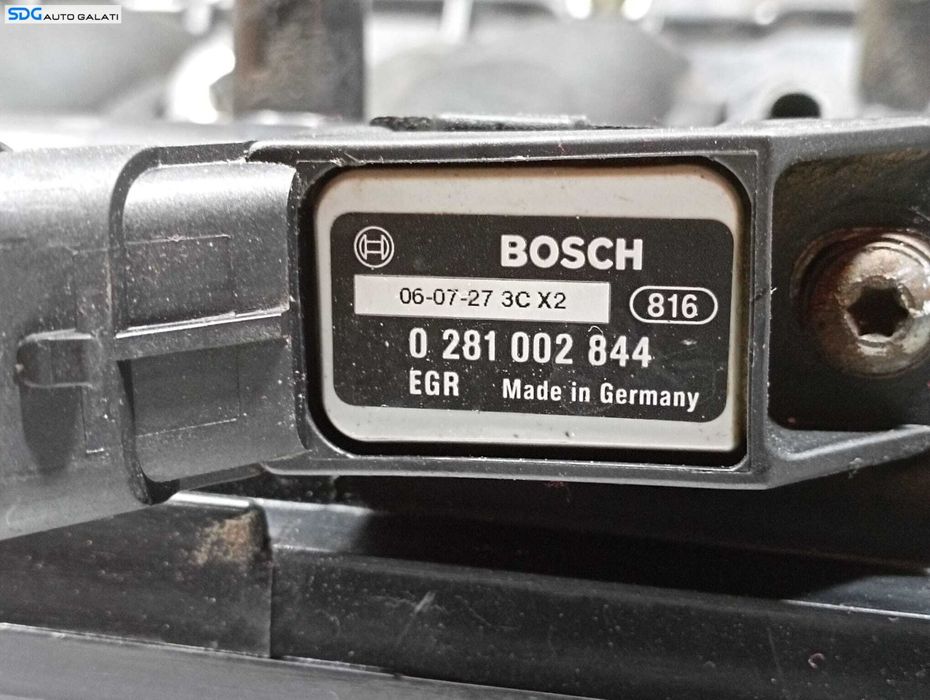 SDG AUTO GALATI
BOSCH
06-07-27 3C X2
816
0 281 002 844
EGR Made in Germany